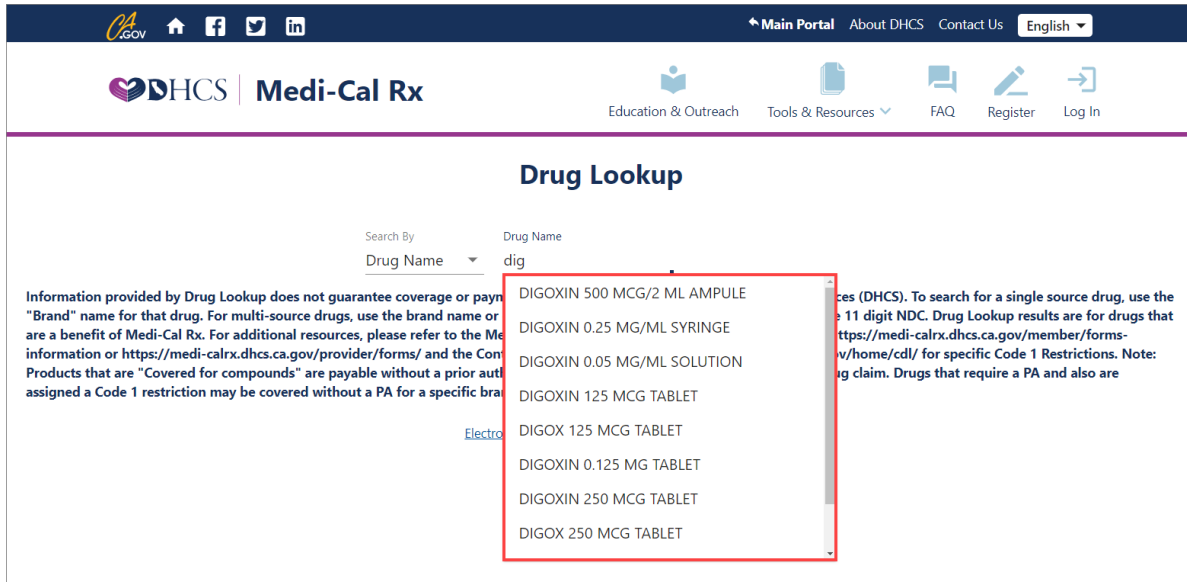 CA.GOV
Main Portal About DHCS Contact Us English
DHCS Medi-Cal Rx
Education & Outreach Tools & Resources FAQ Register Log In
Drug Lookup
Search By Drug Name
Drug Name dig
Information provided by Drug Lookup does not guarantee coverage or ces (DHCS). To search for a single source drug, use the
"Brand" name for that drug. For multi-source drugs, use the brand name or 11 digit NDC. Drug Lookup results are for drugs that
are a benefit of Medi-Cal Rx. For additional resources, please refer to the ttps://medi-calrx.dhcs.ca.gov/member/forms-
information or https://medi-calrx.dhcs.ca.gov/provider/forms/ and the v/home/cdl/ for specific Code 1 Restrictions. Note:
Products that are "Covered for compounds" are payable without a prior ug claim. Drugs that require a PA and also are
assigned a Code 1 restriction may be covered without a PA for a specific
Electro
DIGOXIN 500 MCG/2 ML AMPULE
DIGOXIN 0.25 MG/ML SYRINGE
DIGOXIN 0.05 MG/ML SOLUTION
DIGOXIN 125 MCG TABLET
DIGOX 125 MCG TABLET
DIGOXIN 0.125 MG TABLET
DIGOXIN 250 MCG TABLET
DIGOX 250 MCG TABLET